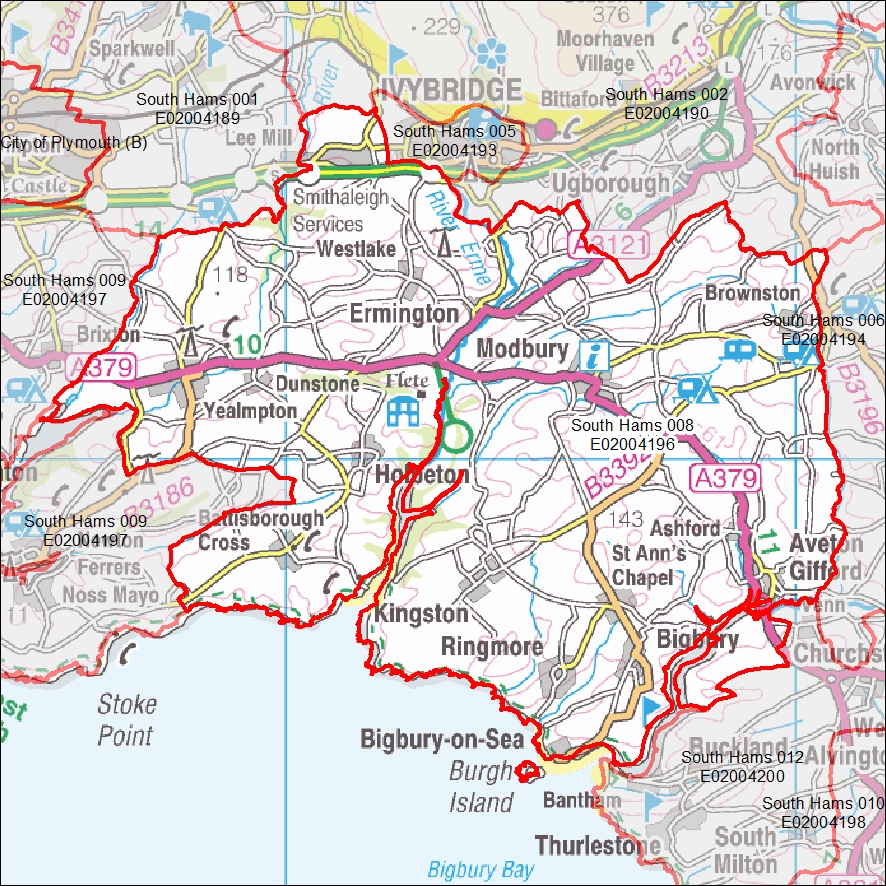 B3417
Sparkwell
229
376
Moorhaven
Village
176
River
IVYBRIDGE
B3213
Avonwick
South Hams 001
E02004189
South Hams 002
E02004190
Bittaford
City of Plymouth (B)
Lee Mill
South Hams 005
E02004193
North
Huish
Castle
Ugborough
Smithaleigh
Services
Westlake
14
River Erme
6
A3121
South Hams 009
E02004197
118
Brownston
Ermington
Brixton
10
Modbury
South Hams 006
E02004194
A379
Dunstone
Flete
B3196
Yealmpton
South Hams 008
E02004196
61
Holbeton
B3392
A379
B3186
Battisborough
Cross
143
Ashford
St Ann's
Chapel
11
Aveton
Gifford
South Hams 009
E02004197
Ferrers
Noss Mayo
11
Kingston
Ringmore
Bigbury
Churchst
Stoke
Point
Bigbury-on-Sea
Burgh
Island
Bantham
Buckland
South Hams 012
E02004200
Alvington
South Hams 010
E02004198
Thurlestone
South
Milton
Bigbury Bay